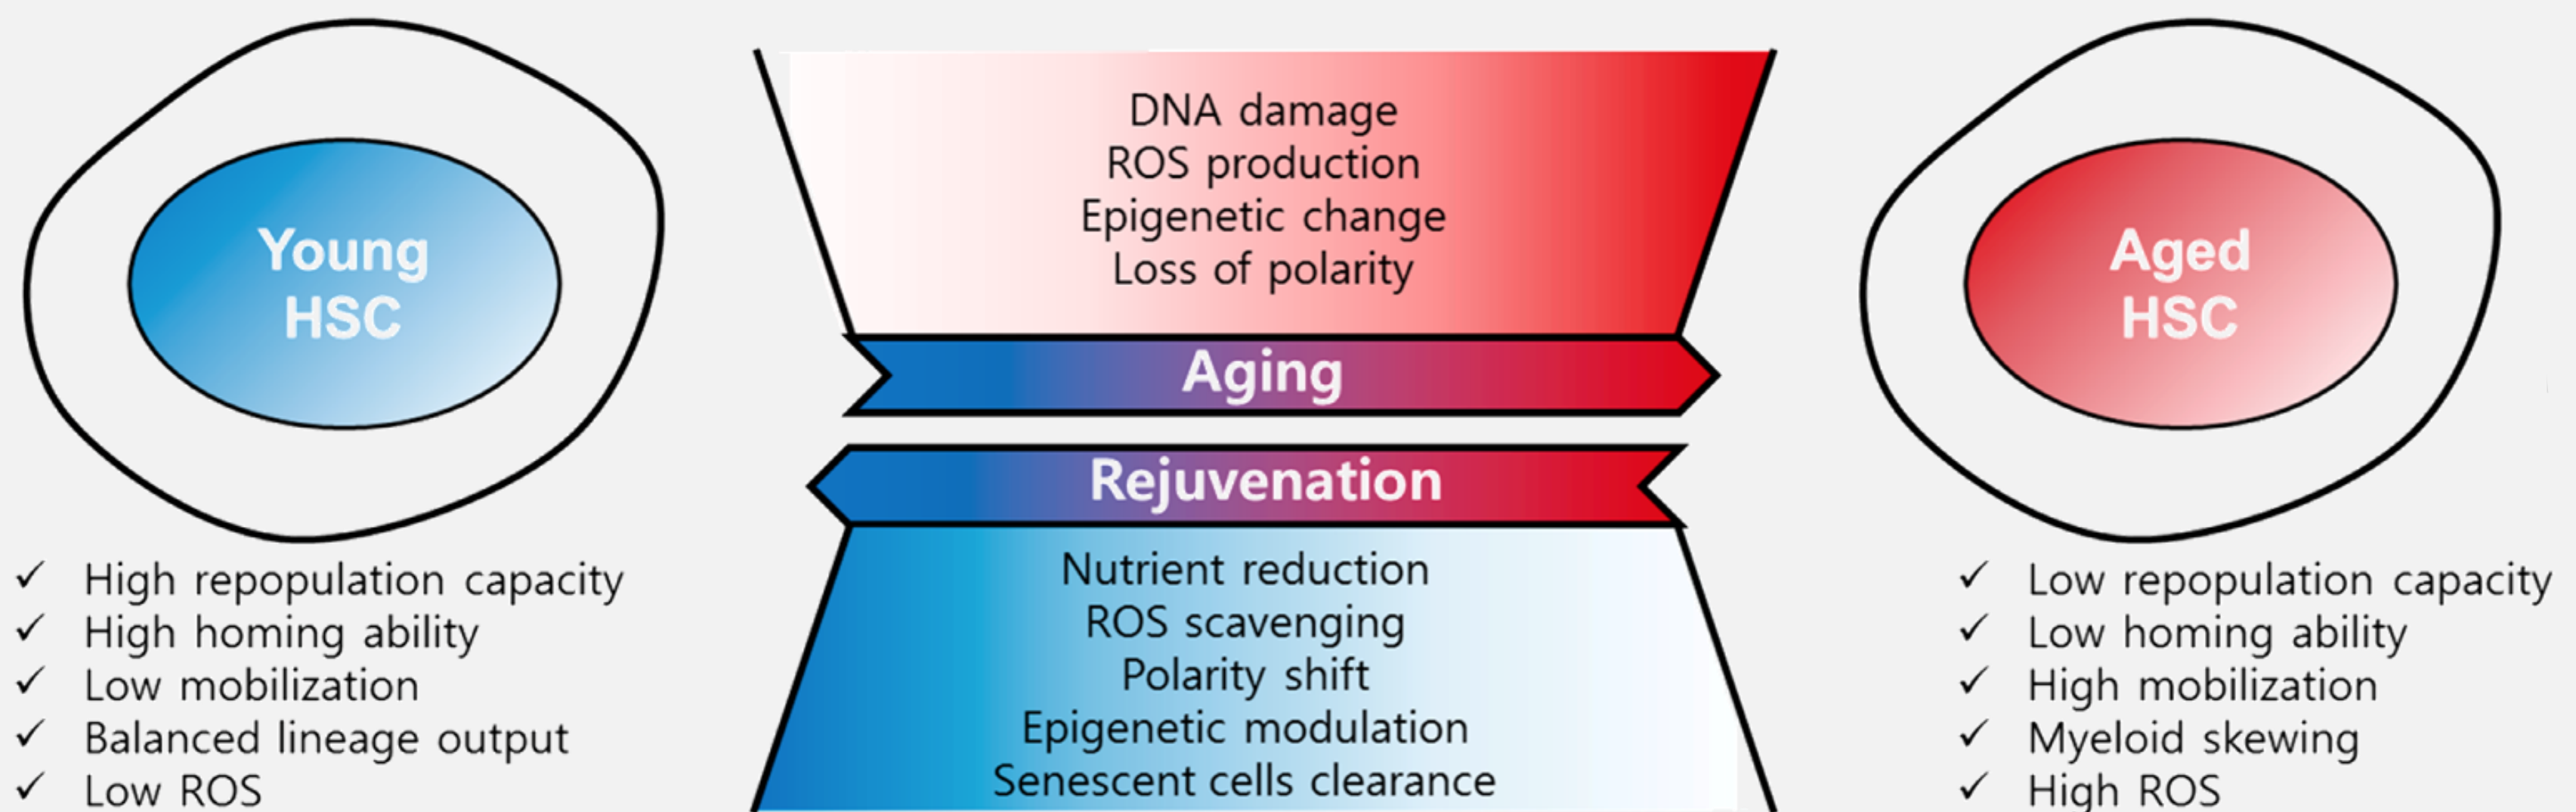 Young
HSC
✓ High repopulation capacity
✓ High homing ability
✓ Low mobilization
✓ Balanced lineage output
✓ Low ROS
DNA damage
ROS production
Epigenetic change
Loss of polarity
Aging
Rejuvenation
Nutrient reduction
ROS scavenging
Polarity shift
Epigenetic modulation
Senescent cells clearance
Aged
HSC
✓ Low repopulation capacity
✓ Low homing ability
✓ High mobilization
✓ Myeloid skewing
✓ High ROS